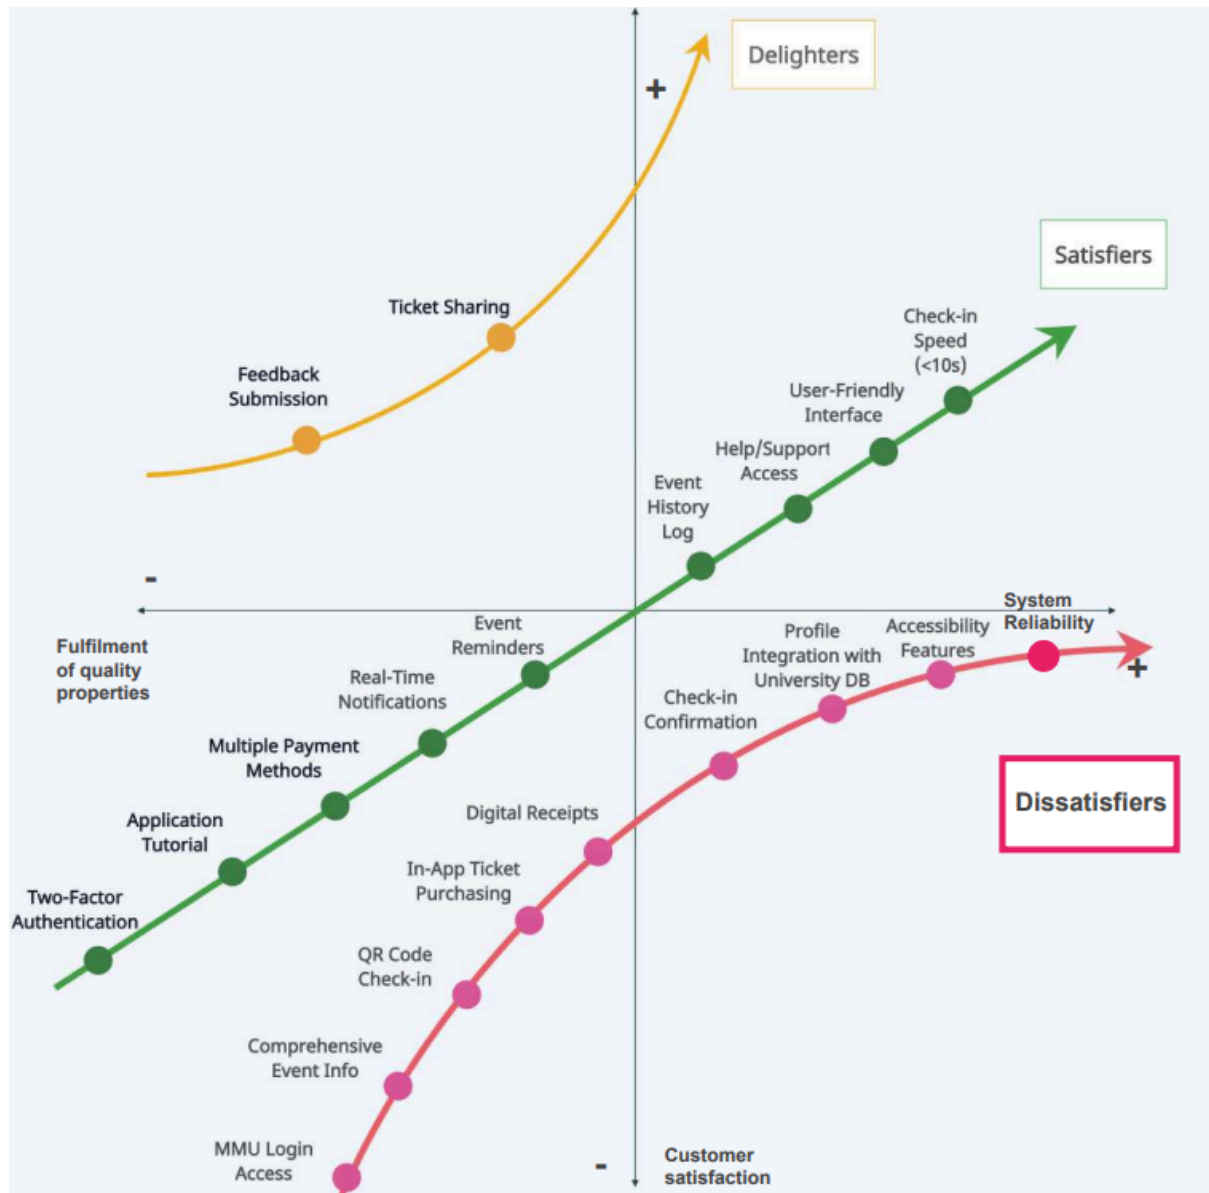 Delighters
+
Satisfiers
Ticket Sharing
Check-in
Speed
(<10s)
Feedback
Submission
User-Friendly
Interface
Help/Support
Access
Event
History
Log
-
System
Reliability
Event
Reminders
Profile
Integration with
University DB
Accessibility
Features
Fulfilment
of quality
properties
+
Real-Time
Notifications
Check-in
Confirmation
Multiple Payment
Methods
Dissatisfiers
Digital Receipts
Application
Tutorial
In-App Ticket
Purchasing
Two-Factor
Authentication
QR Code
Check-in
Comprehensive
Event Info
MMU Login
Access
-
Customer
satisfaction